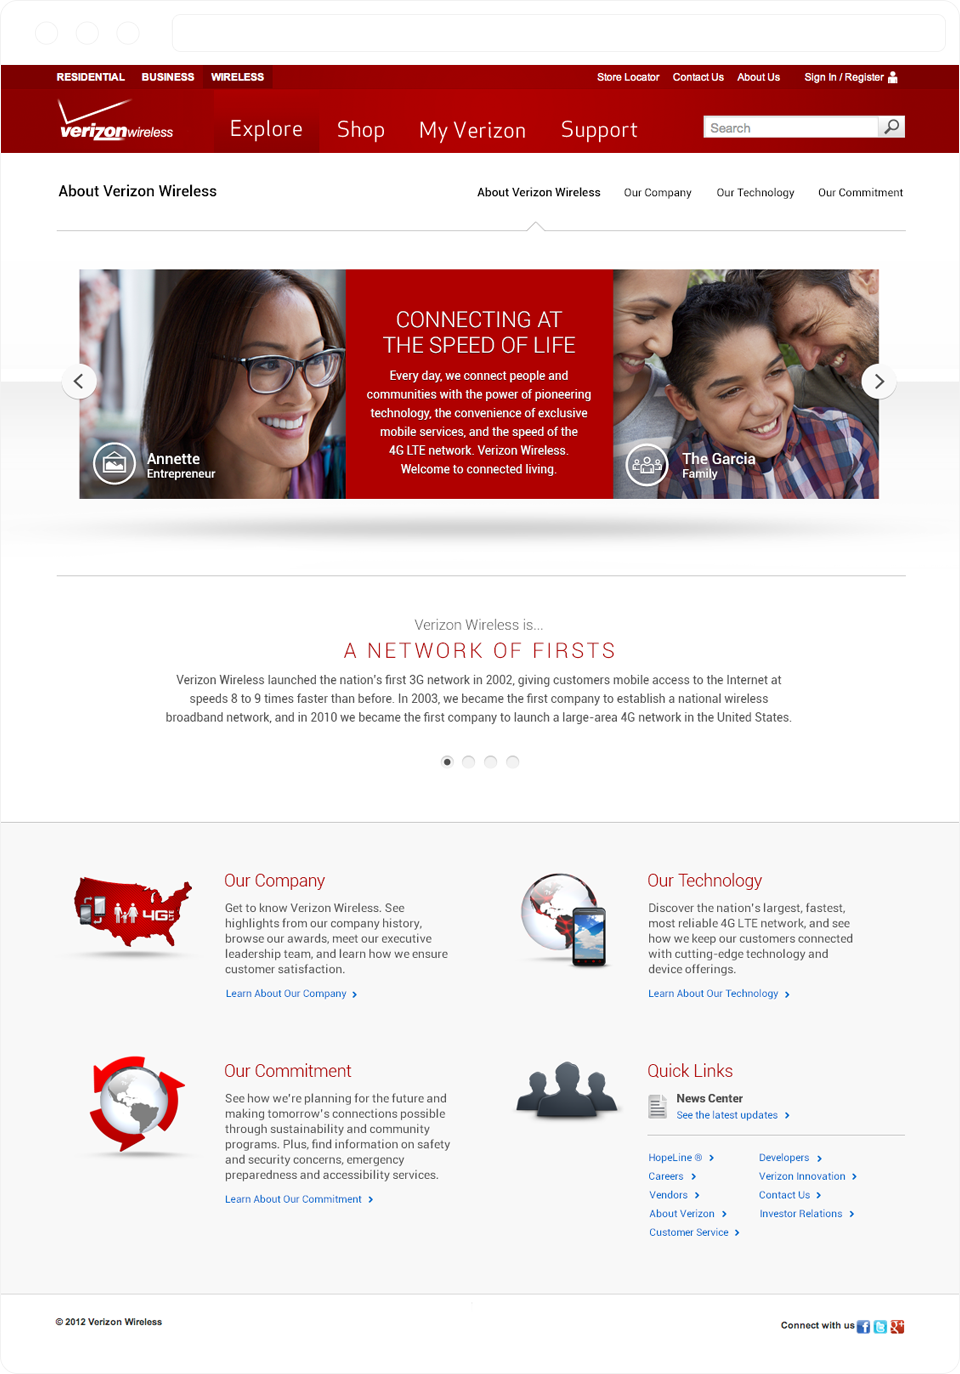 RESIDENTIAL BUSINESS WIRELESS Store Locator Contact Us About Us Sign In / Register
verizonwireless Explore Shop My Verizon Support Search
About Verizon Wireless About Verizon Wireless Our Company Our Technology Our Commitment
CONNECTING AT
THE SPEED OF LIFE
Every day, we connect people and
communities with the power of pioneering
technology, the convenience of exclusive
mobile services, and the speed of the
4G LTE network. Verizon Wireless.
Welcome to connected living.
Annette
Entrepreneur
The Garcia
Family
Verizon Wireless is...
A NETWORK OF FIRSTS
Verizon Wireless launched the nation's first 3G network in 2002, giving customers mobile access to the Internet at
speeds 8 to 9 times faster than before. In 2003, we became the first company to establish a national wireless
broadband network, and in 2010 we became the first company to launch a large-area 4G network in the United States.
4G
Our Company
Get to know Verizon Wireless. See
highlights from our company history,
browse our awards, meet our executive
leadership team, and learn how we ensure
customer satisfaction.
Learn About Our Company
Our Technology
Discover the nation's largest, fastest,
most reliable 4G LTE network, and see
how we keep our customers connected
with cutting-edge technology and
device offerings.
Learn About Our Technology
Our Commitment
See how we're planning for the future and
making tomorrow's connections possible
through sustainability and community
programs. Plus, find information on safety
and security concerns, emergency
preparedness and accessibility services.
Learn About Our Commitment
Quick Links
News Center
See the latest updates
HopeLine ® Developers
Careers Verizon Innovation
Vendors Contact Us
About Verizon Investor Relations
Customer Service
© 2012 Verizon Wireless Connect with us